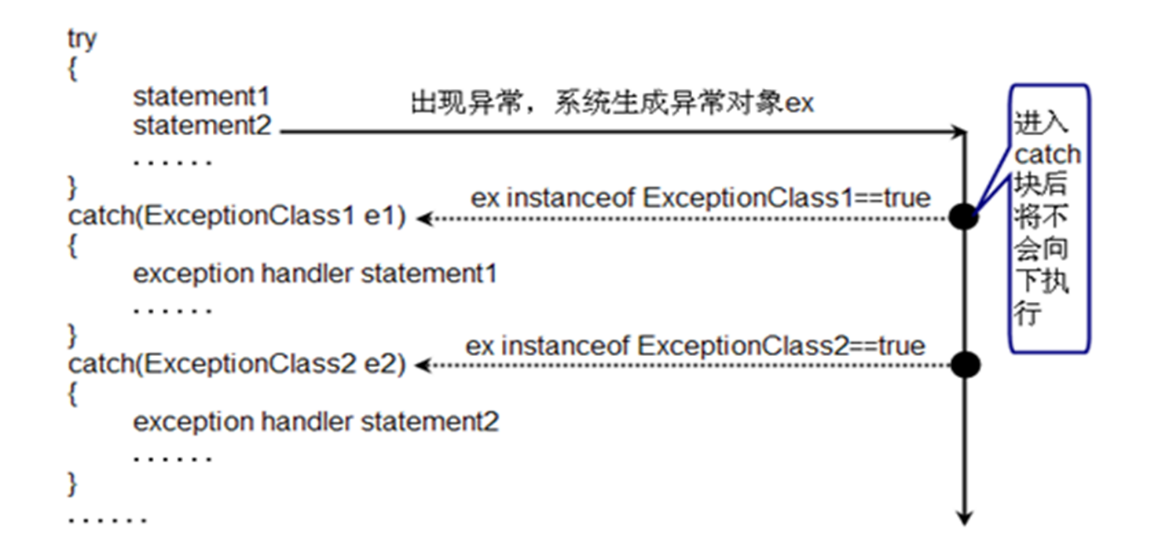 try
{
statement1
statement2
出现异常，系统生成异常对象ex
......
}
catch(ExceptionClass1 e1)
ex instanceof ExceptionClass1==true
{
exception handler statement1
......
}
catch(ExceptionClass2 e2)
ex instanceof ExceptionClass2==true
{
exception handler statement2
......
}
......
进入
catch
块后
将不
会向
下执
行